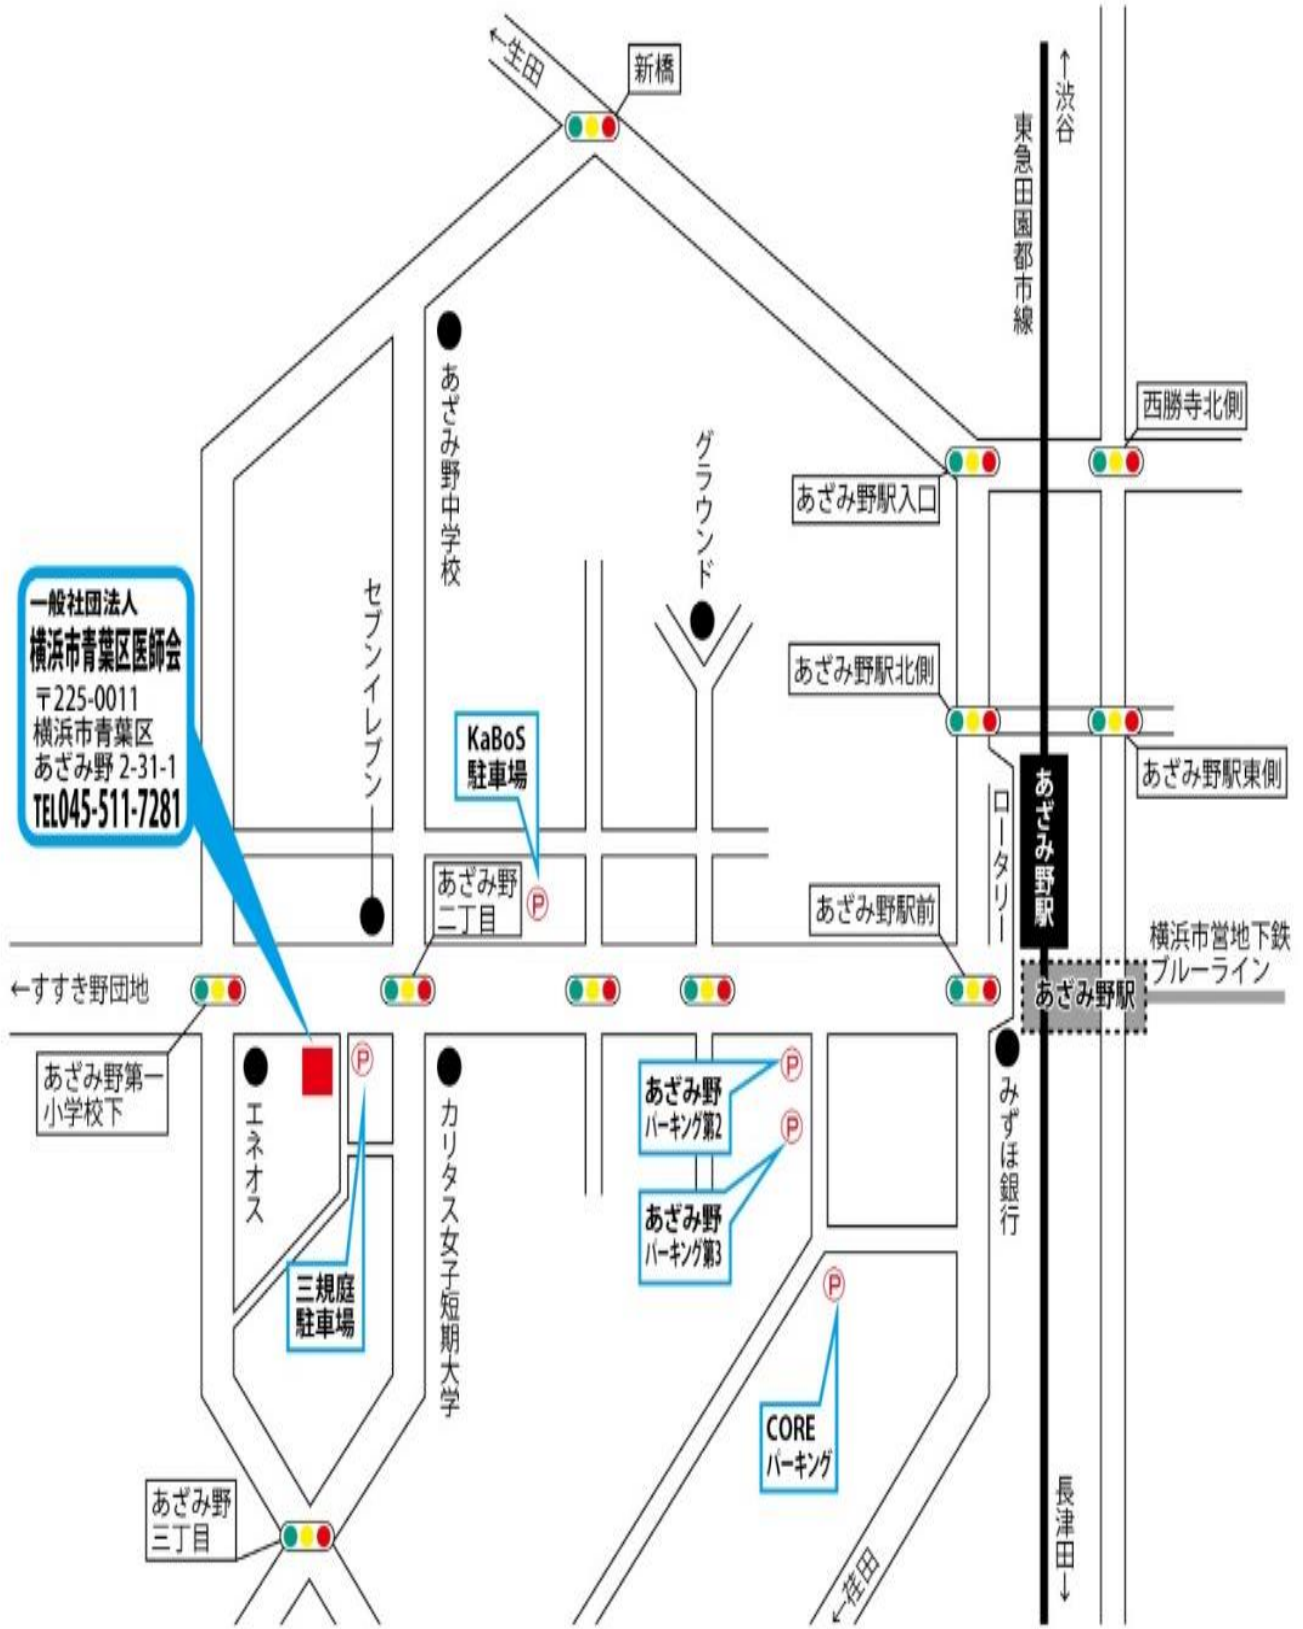 ←生田
新橋
↑渋谷
東急田園都市線
西勝寺北側
あざみ野中学校
グラウンド
あざみ野駅入口
一般社団法人
横浜市青葉区医師会
〒225-0011
横浜市青葉区
あざみ野 2-31-1
TEL045-511-7281
セブンイレブン
KaBoS
駐車場
P
あざみ野駅北側
あざみ野駅東側
ロータリー
あざみ野駅
あざみ野
二丁目
あざみ野駅前
横浜市営地下鉄
ブルーライン
←すすき野団地
あざみ野駅
あざみ野第一
小学校下
エネオス
P
三規庭
駐車場
カリタス女子短期大学
あざみ野
パーキング第2
P
あざみ野
パーキング第3
P
みずほ銀行
P
CORE
パーキング
あざみ野
三丁目
←荏田
長津田↓